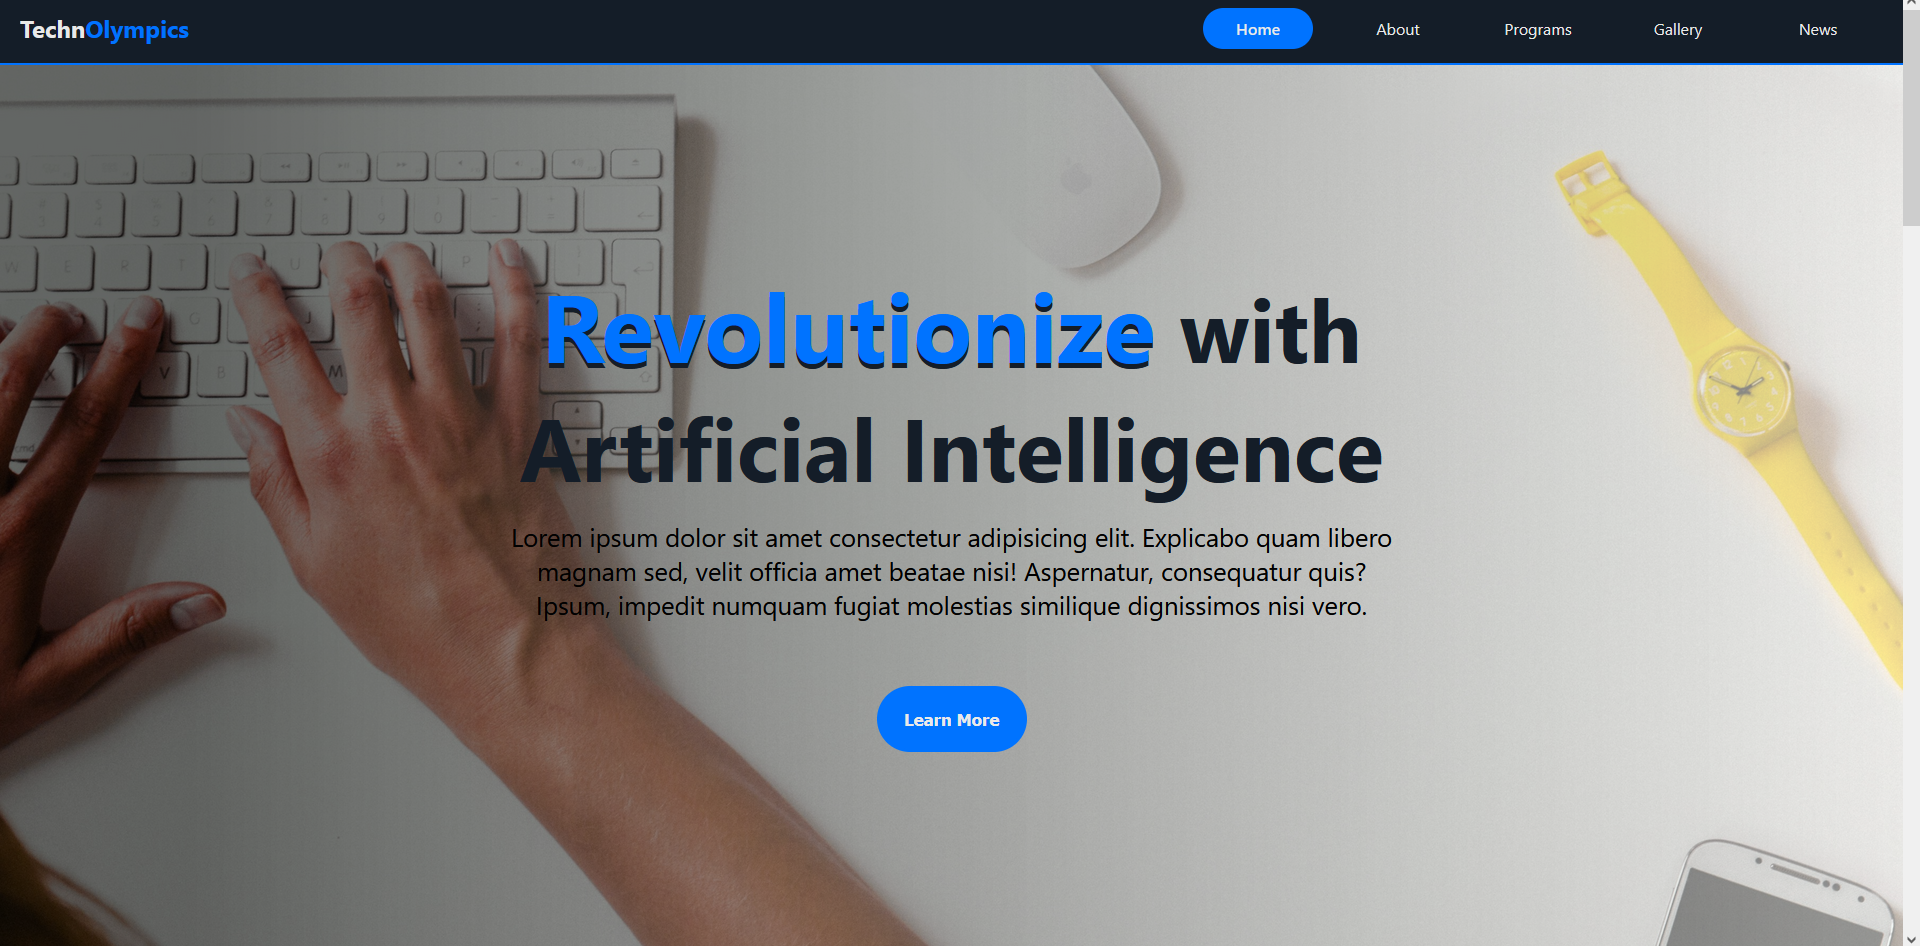 TechnOlympics
Home About Programs Gallery News
Revolutionize with
Artificial Intelligence
Lorem ipsum dolor sit amet consectetur adipisicing elit. Explicabo quam libero
magnam sed, velit officia amet beatae nisi! Aspernatur, consequatur quis?
Ipsum, impedit numquam fugiat molestias similique dignissimos nisi vero.
Learn More